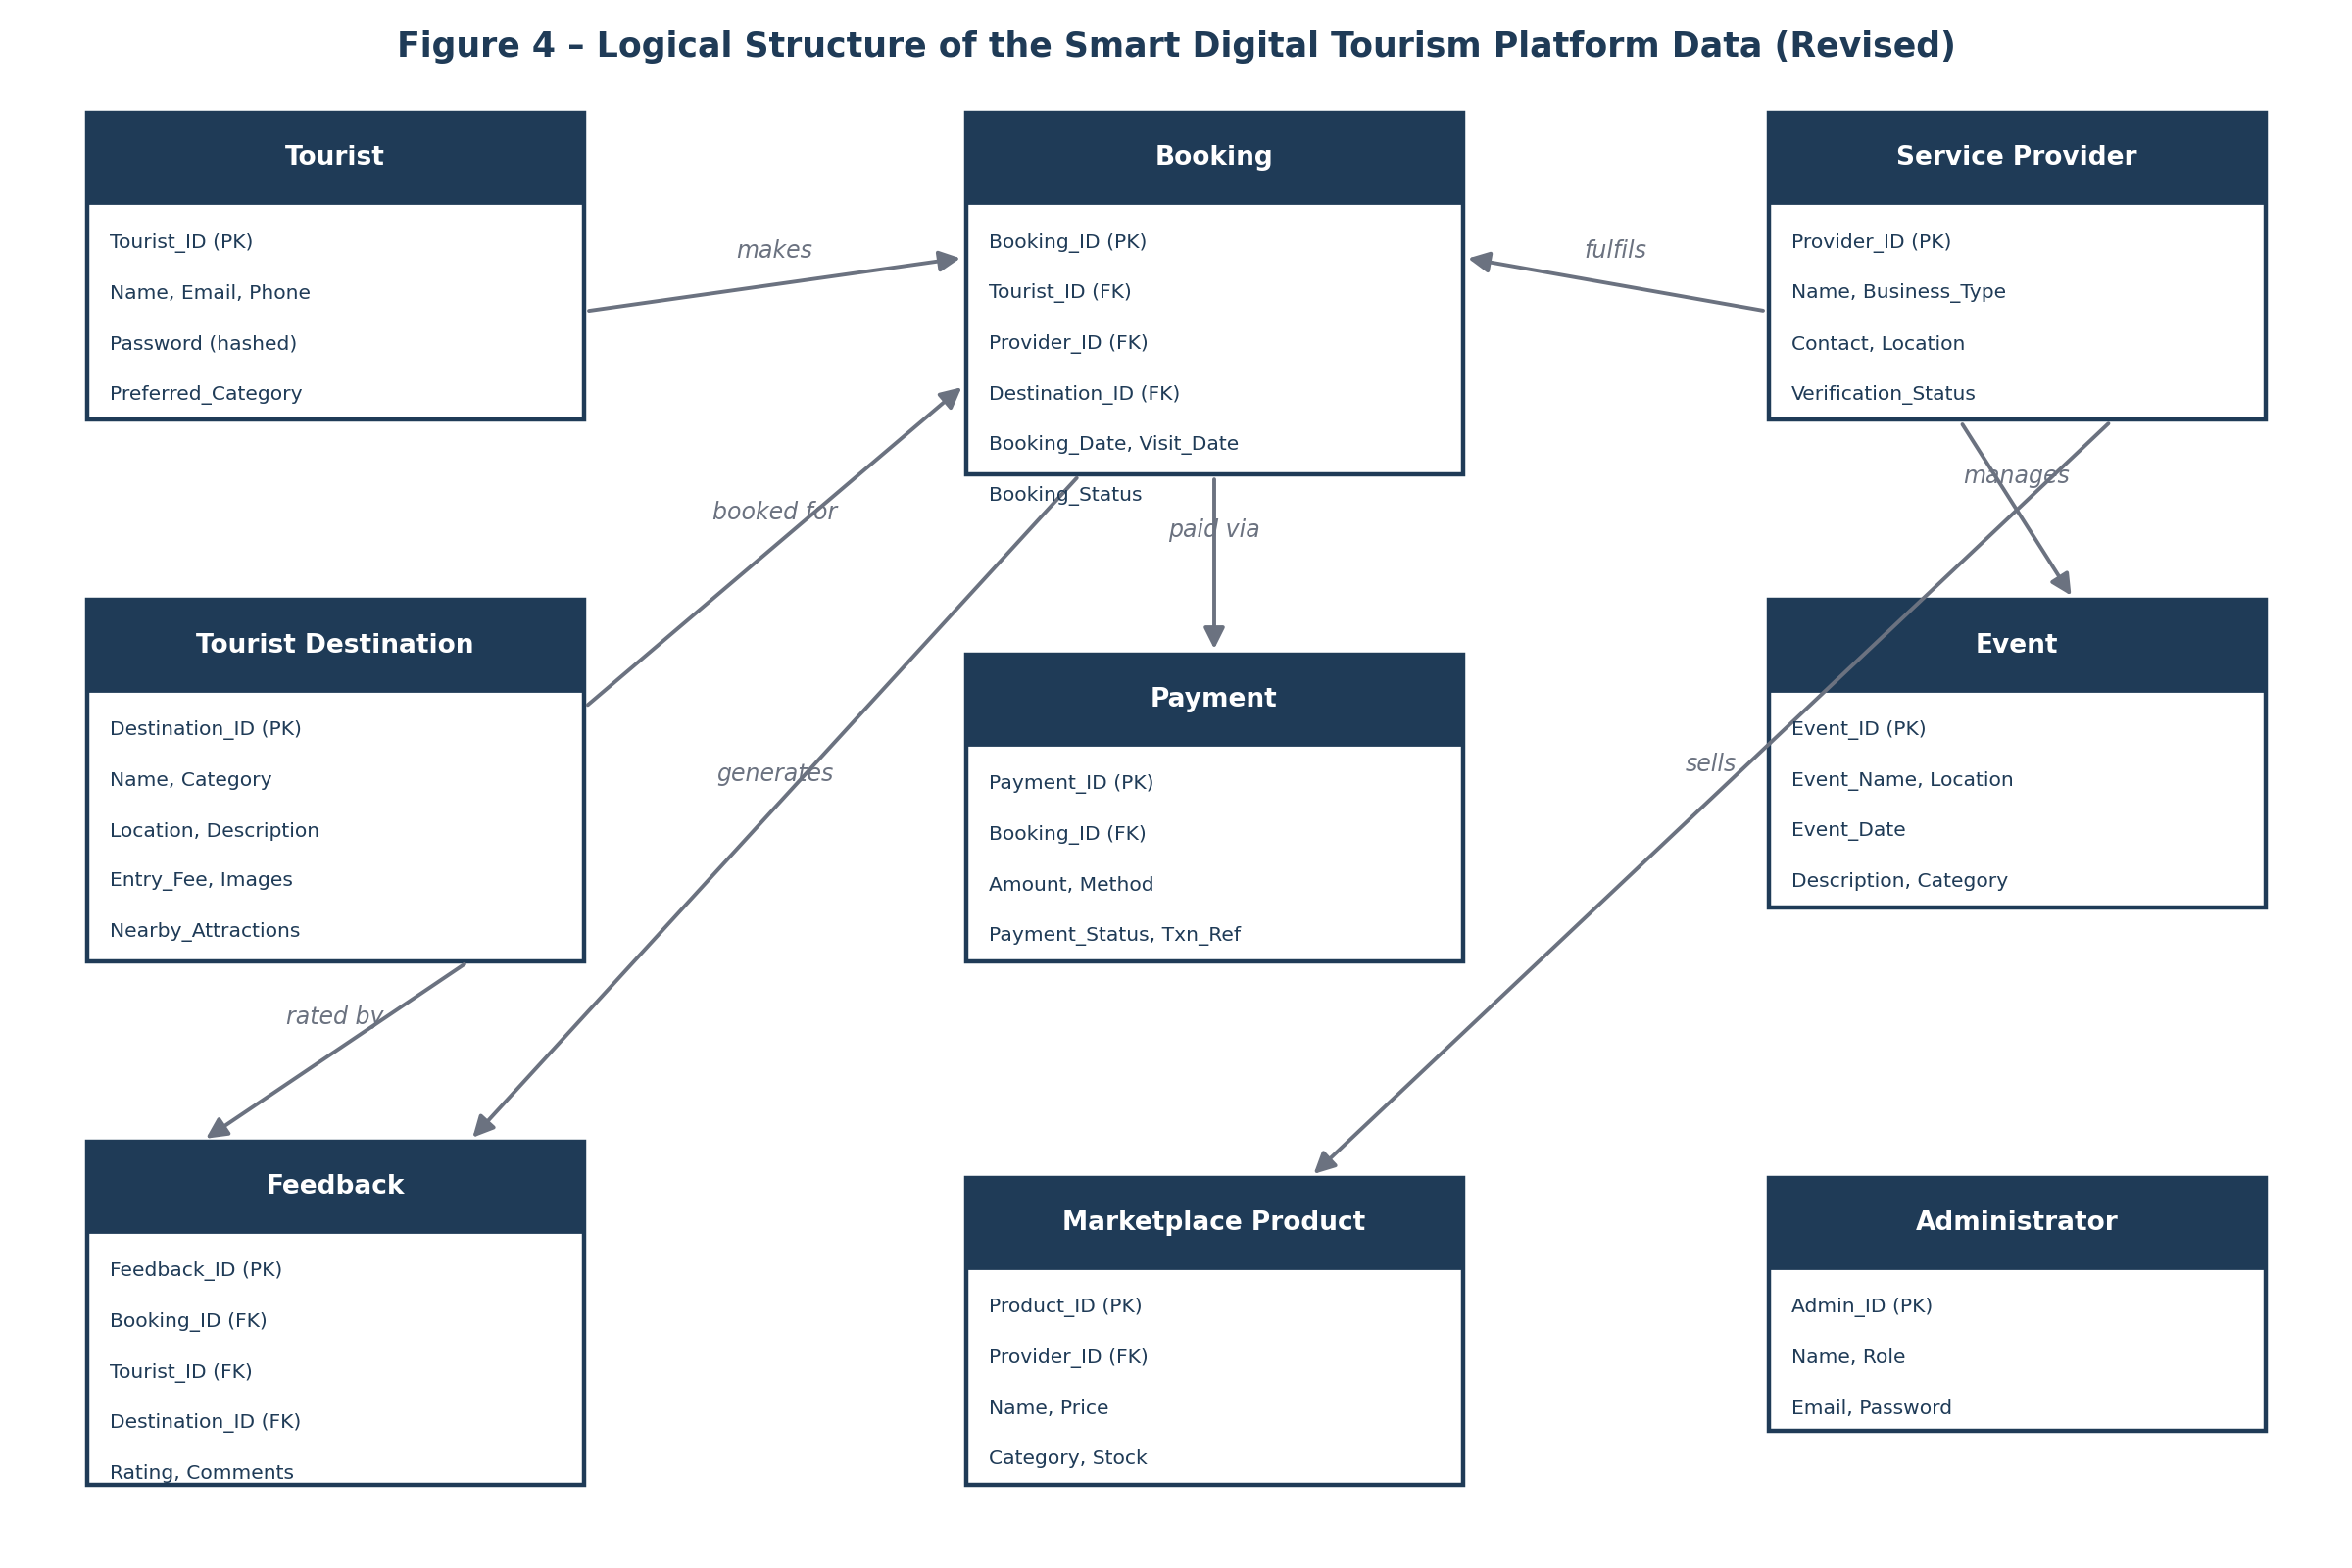 Figure 4 – Logical Structure of the Smart Digital Tourism Platform Data (Revised)
Tourist
Tourist_ID (PK)
Name, Email, Phone
Password (hashed)
Preferred_Category
makes
Booking
Booking_ID (PK)
Tourist_ID (FK)
Provider_ID (FK)
Destination_ID (FK)
Booking_Date, Visit_Date
Booking_Status
fulfils
Service Provider
Provider_ID (PK)
Name, Business_Type
Contact, Location
Verification_Status
booked for
paid via
manages
Tourist Destination
Destination_ID (PK)
Name, Category
Location, Description
Entry_Fee, Images
Nearby_Attractions
generates
Payment
Payment_ID (PK)
Booking_ID (FK)
Amount, Method
Payment_Status, Txn_Ref
sells
Event
Event_ID (PK)
Event_Name, Location
Event_Date
Description, Category
rated by
Feedback
Feedback_ID (PK)
Booking_ID (FK)
Tourist_ID (FK)
Destination_ID (FK)
Rating, Comments
Marketplace Product
Product_ID (PK)
Provider_ID (FK)
Name, Price
Category, Stock
Administrator
Admin_ID (PK)
Name, Role
Email, Password